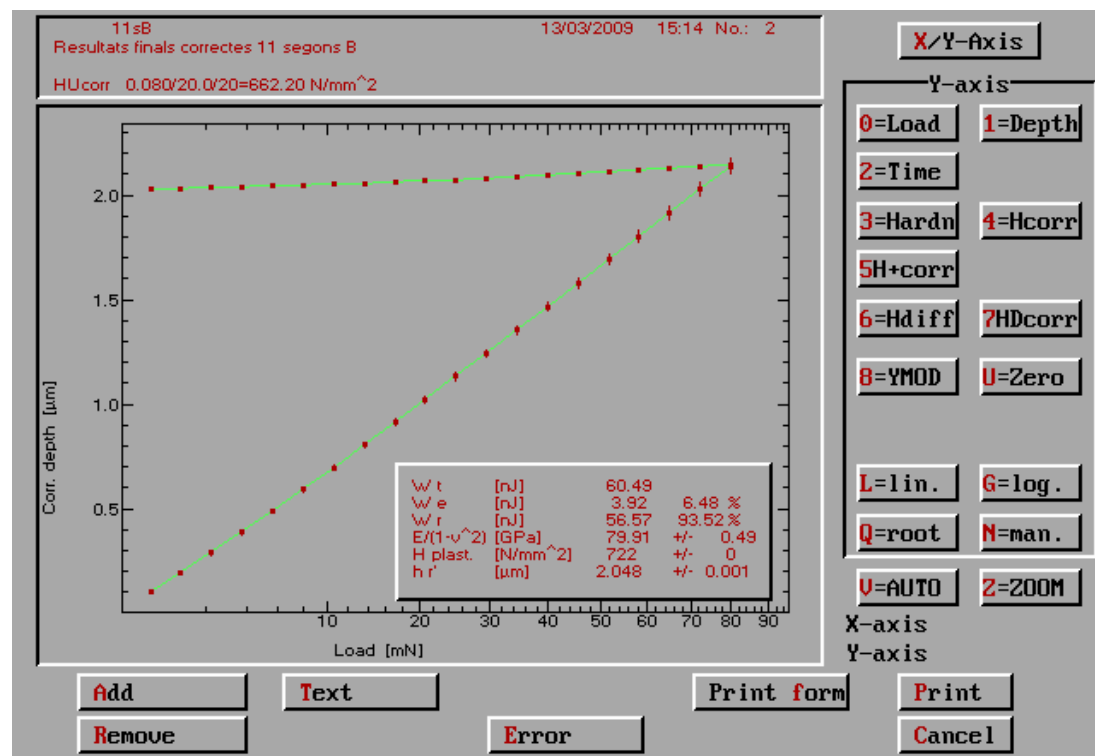 11sB 13/03/2009 15:14 No.: 2
Resultats finals correctes 11 segons B
HUcorr 0.080/20.0/20=662.20 N/mm^2
X/Y-Axis
Y-axis
0=Load 1=Depth
2=Time
3=Hardn 4=Hcorr
5H+corr
6=Hdiff 7HDcorr
8=YMOD U=Zero
L=lin. G=log.
Q=root N=man.
V=AUTO Z=ZOOM
X-axis
Y-axis
Corr. depth [µm]
2.0
1.5
1.0
0.5
W t [nJ] 60.49
W e [nJ] 3.92 6.48 %
W r [nJ] 56.57 93.52 %
E/(1-v^2) [GPa] 79.91 +/- 0.49
H plast. [N/mm^2] 722 +/- 0
h r' [µm] 2.048 +/- 0.001
10 20 30 40 50 60 70 80 90
Load [mN]
Add Text Print form Print
Remove Error Cancel